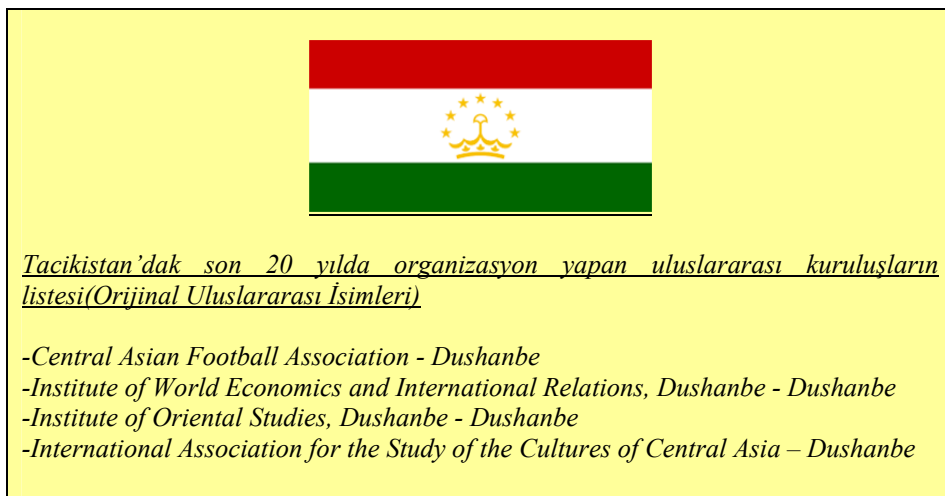 Tacikistan’dak son 20 yılda organizasyon yapan uluslararası kuruluşların
listesi(Orijinal Uluslararası İsimleri)
-Central Asian Football Association - Dushanbe
-Institute of World Economics and International Relations, Dushanbe - Dushanbe
-Institute of Oriental Studies, Dushanbe - Dushanbe
-International Association for the Study of the Cultures of Central Asia – Dushanbe